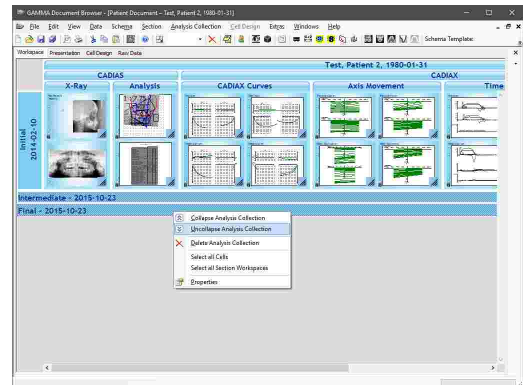 GAMMA Document Browser - [Patient Document - Test, Patient 2, 1980-01-31]
File Edit View Data Schema Section Analysis Collection Cell Design Extras Windows Help
Schema Template:
Workspace Presentation Cell Design Raw Data
Test, Patient 2, 1980-01-31
CADIAS CADIAX
X-Ray Analysis CADIAX Curves Axis Movement Time
Initial
2014-02-10
Intermediate - 2015-10-23
Final - 2015-10-23
Collapse Analysis Collection
Uncollapse Analysis Collection
Delete Analysis Collection
Select all Cells
Select all Section Workspaces
Properties